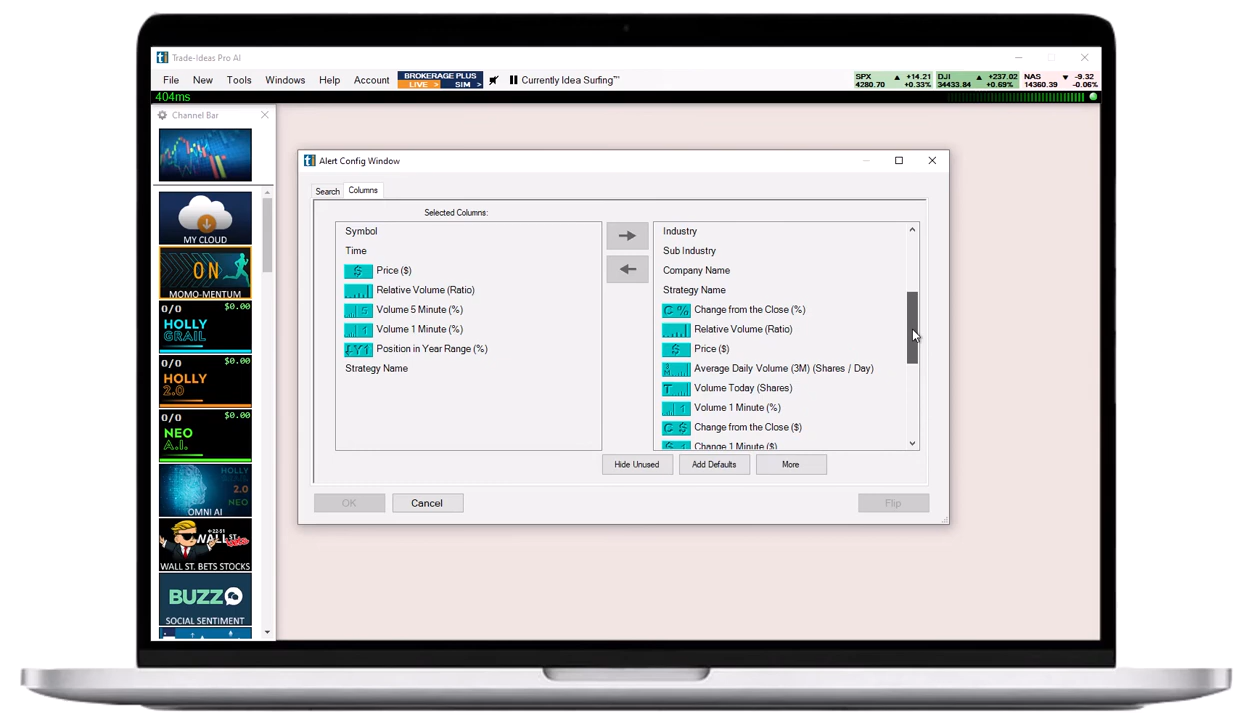 Trade-Ideas Pro AI
File New Tools Windows Help Account BROKERAGE PLUS LIVE > SIM > Currently Idea Surfing™
SPX +14.21 DJI +237.02 NAS -9.32
4280.70 +0.33% 34433.84 +0.69% 14360.39 -0.06%
404ms
Channel Bar
MY CLOUD
ON
MOMO-MENTUM
0/0 $0.00
HOLLY
GRAIL
0/0 $0.00
HOLLY
2.0
0/0 $0.00
NEO
A.I.
HOLLY
2.0
NEO
OMNI AI
WALL ST. BETS STOCKS
BUZZ
SOCIAL SENTIMENT
Alert Config Window
Search Columns
Selected Columns:
Symbol
Time
$ Price ($)
Relative Volume (Ratio)
5 Volume 5 Minute (%)
1 Volume 1 Minute (%)
Position in Year Range (%)
Strategy Name
Industry
Sub Industry
Company Name
Strategy Name
C % Change from the Close (%)
Relative Volume (Ratio)
$ Price ($)
Average Daily Volume (3M) (Shares / Day)
T Volume Today (Shares)
1 Volume 1 Minute (%)
C $ Change from the Close ($)
Change 1 Minute ($)
Hide Unused Add Defaults More
OK Cancel Flip